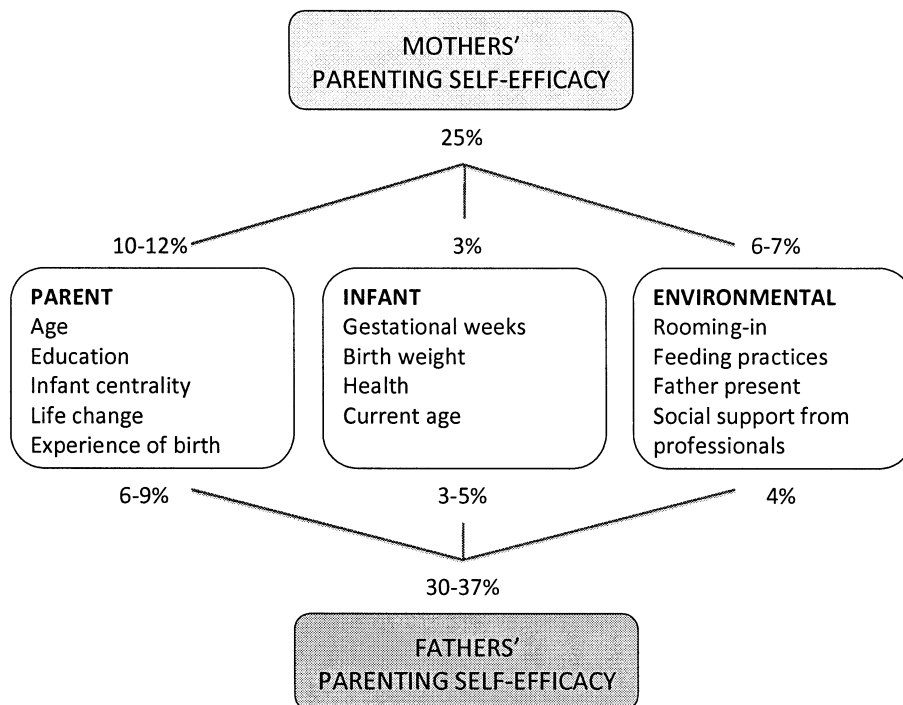 MOTHERS'
PARENTING SELF-EFFICACY
25%
10-12%
3%
6-7%
PARENT
Age
Education
Infant centrality
Life change
Experience of birth
INFANT
Gestational weeks
Birth weight
Health
Current age
ENVIRONMENTAL
Rooming-in
Feeding practices
Father present
Social support from
professionals
6-9%
3-5%
4%
30-37%
FATHERS'
PARENTING SELF-EFFICACY